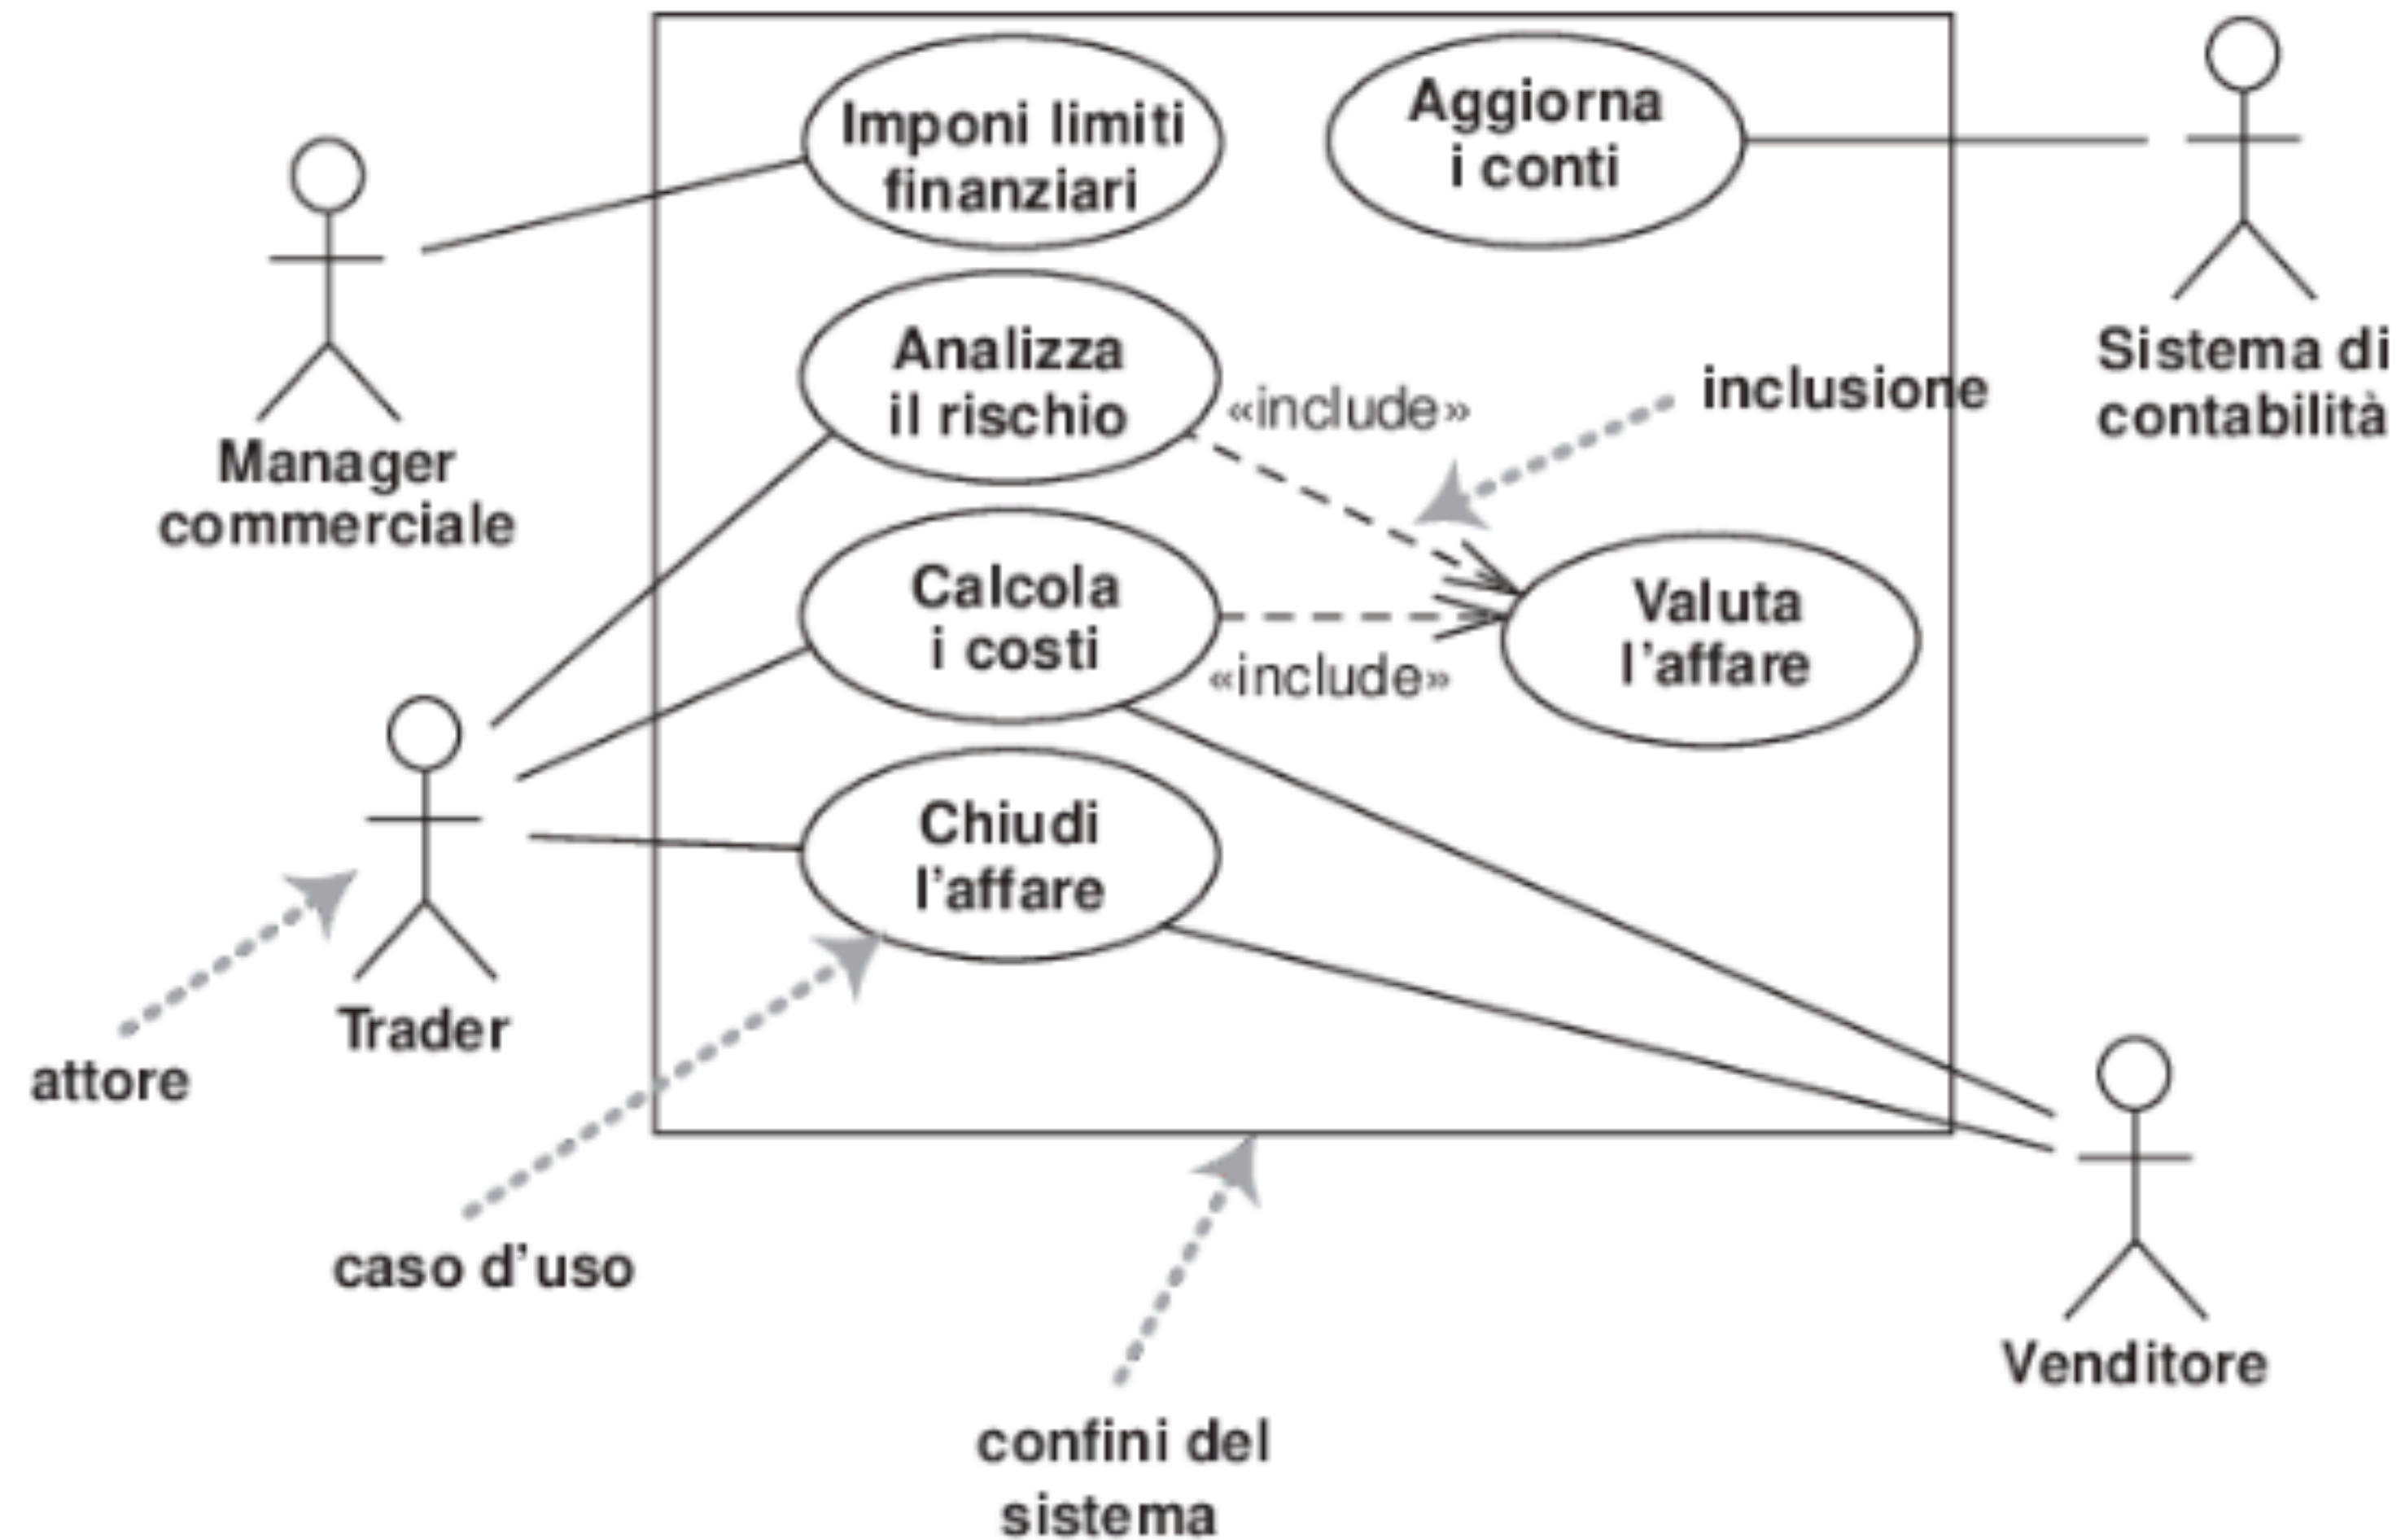 Imponi limiti
finanziari
Aggiorna
i conti
Manager
commerciale
Sistema di
contabilità
Analizza
il rischio
«include»
inclusione
Calcola
i costi
«include»
Valuta
l'affare
Chiudi
l'affare
Trader
attore
caso d'uso
confini del
sistema
Venditore